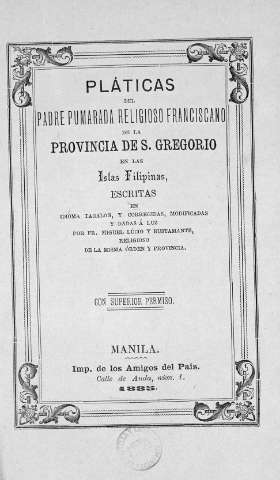 PLÁTICAS
DEL
PADRE PUMARADA RELIGIOSO FRANCISCANO
DE LA
PROVINCIA DE S. GREGORIO
EN LAS
Islas Filipinas,
ESCRITAS
EN
IDIOMA TAGALOG, Y CORREGIDAS, MODIFICADAS
Y DADAS Á LUZ
POR FR. MIGUEL LUCIO Y BUSTAMANTE,
RELIGIOSO
DE LA MISMA ÓRDEN Y PROVINCIA.
CON SUPERIOR PERMISO.
MANILA.
Imp. de los Amigos del País.
Calle de Anda, núm. 1.
1885.